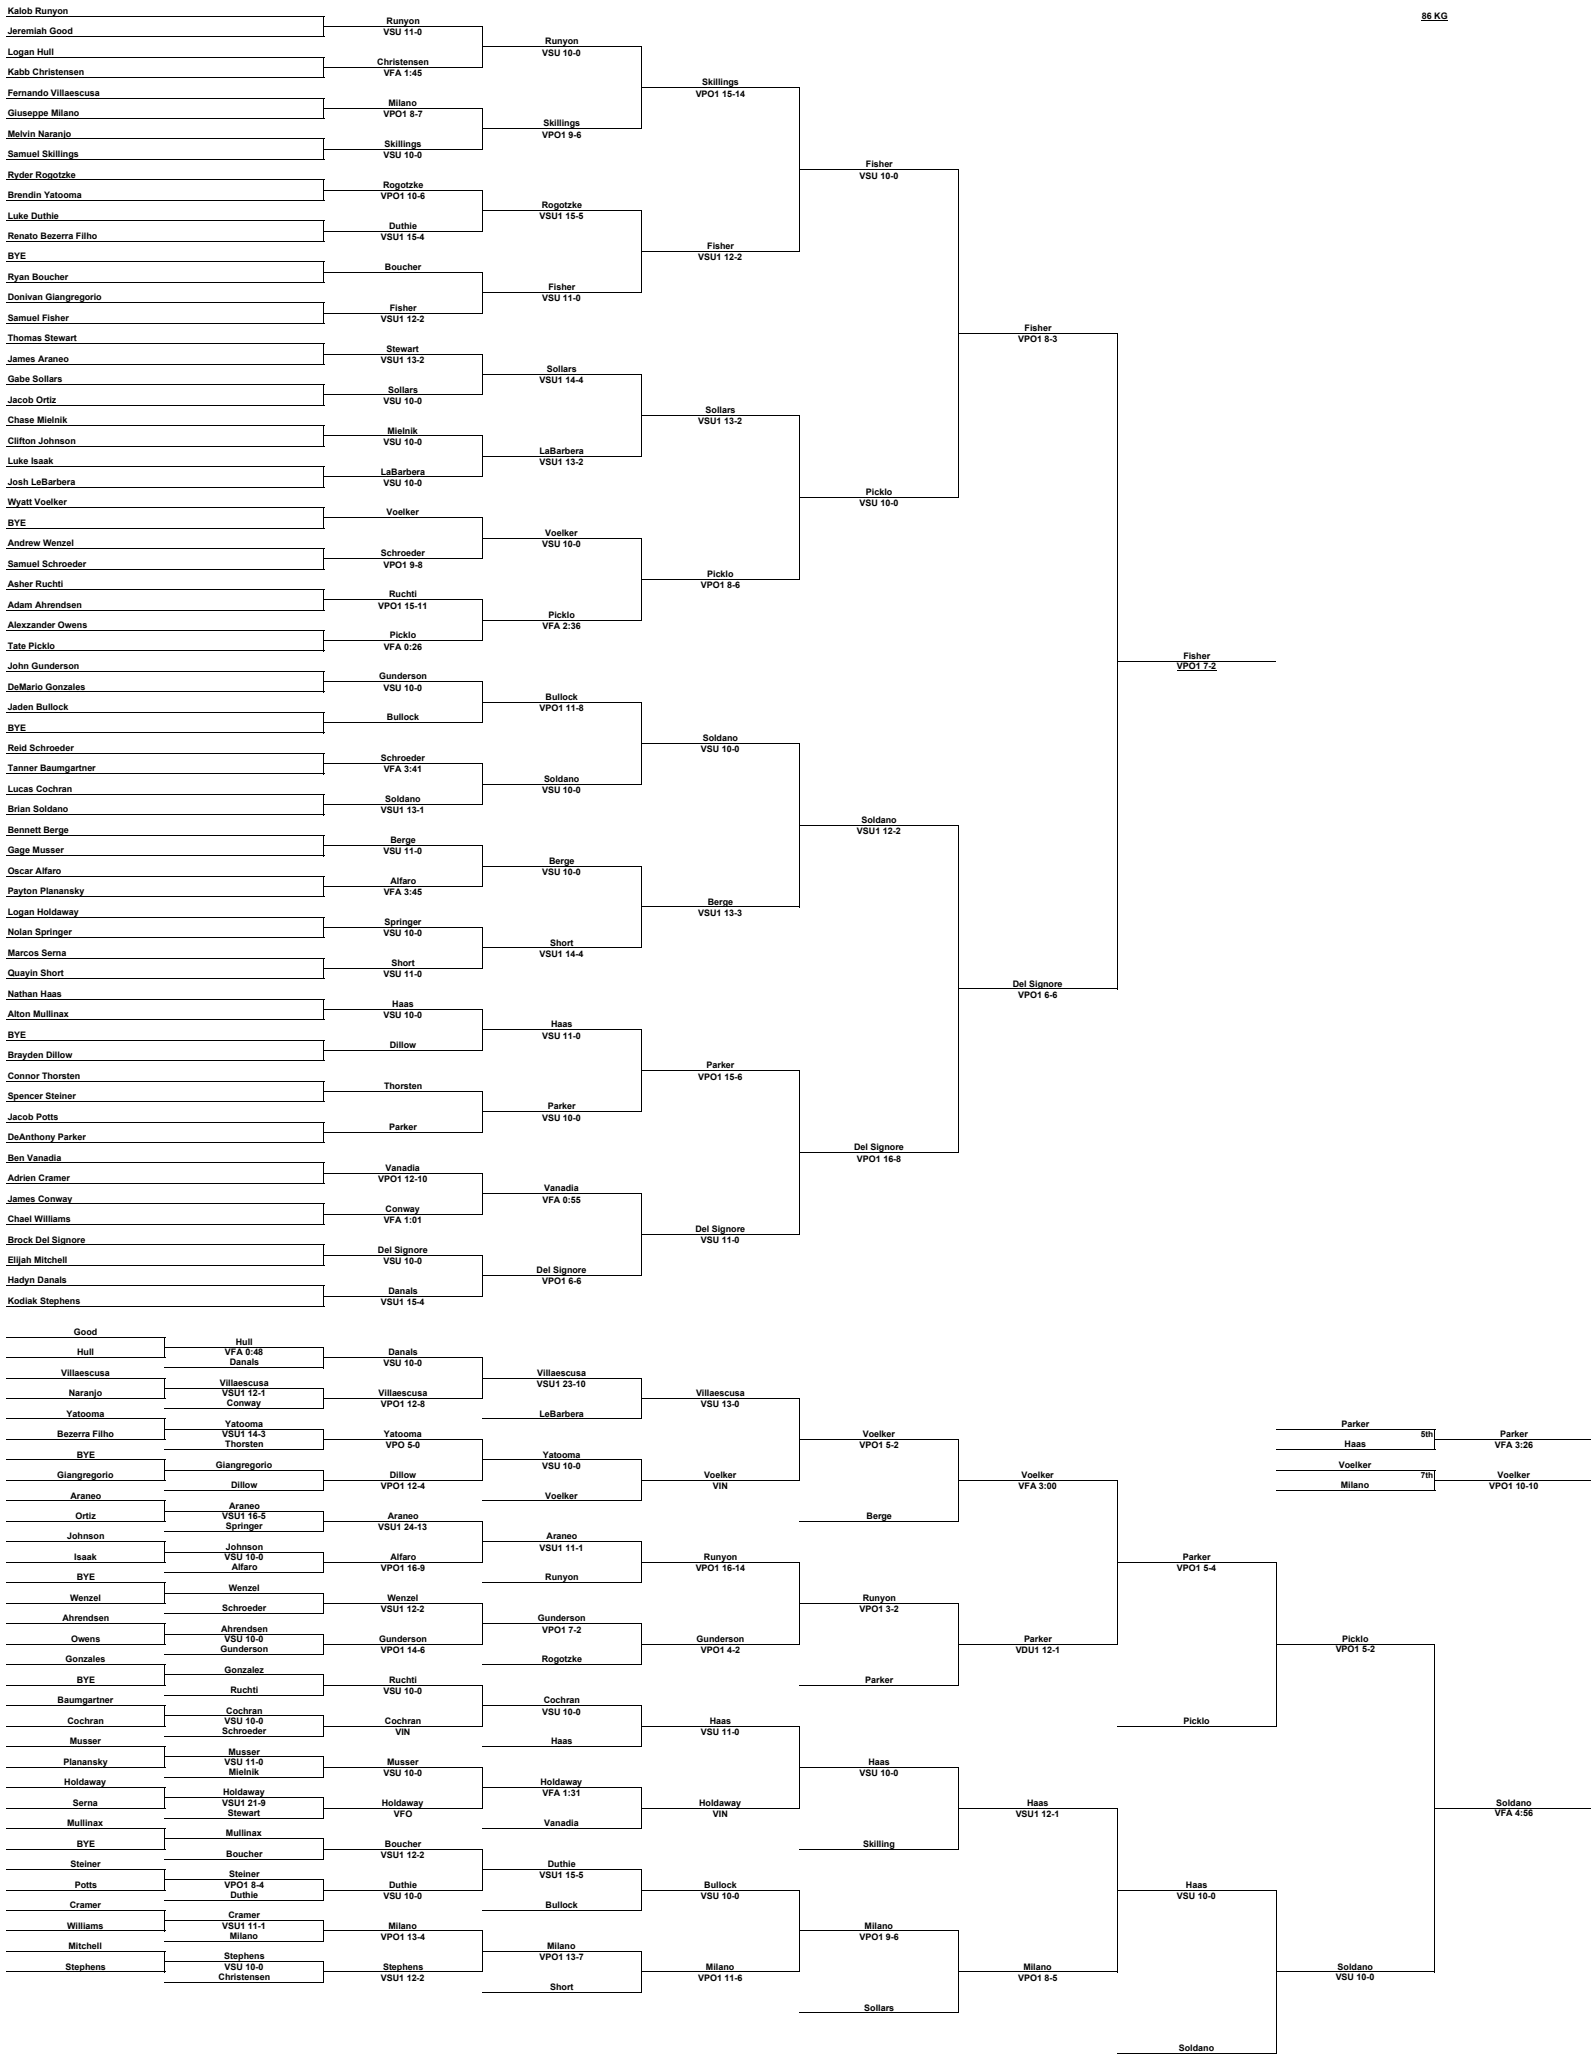 86 KG
Kalob Runyon
Jeremiah Good
Logan Hull
Kabb Christensen
Fernando Villaescusa
Giuseppe Milano
Melvin Naranjo
Samuel Skillings
Ryder Rogotzke
Brendin Yatooma
Luke Duthie
Renato Bezerra Filho
BYE
Ryan Boucher
Donivan Giangregorio
Samuel Fisher
Thomas Stewart
James Araneo
Gabe Sollars
Jacob Ortiz
Chase Mielnik
Clifton Johnson
Luke Isaak
Josh LeBarbera
Wyatt Voelker
BYE
Andrew Wenzel
Samuel Schroeder
Asher Ruchti
Adam Ahrendsen
Alexzander Owens
Tate Picklo
John Gunderson
DeMario Gonzales
Jaden Bullock
BYE
Reid Schroeder
Tanner Baumgartner
Lucas Cochran
Brian Soldano
Bennett Berge
Gage Musser
Oscar Alfaro
Payton Planansky
Logan Holdaway
Nolan Springer
Marcos Serna
Quayin Short
Nathan Haas
Alton Mullinax
BYE
Brayden Dillow
Connor Thorsten
Spencer Steiner
Jacob Potts
DeAnthony Parker
Ben Vanadia
Adrien Cramer
James Conway
Chael Williams
Brock Del Signore
Elijah Mitchell
Hadyn Danals
Kodiak Stephens
Runyon
VSU 11-0
Christensen
VFA 1:45
Milano
VPO1 8-7
Skillings
VSU 10-0
Rogotzke
VPO1 10-6
Duthie
VSU1 15-4
Boucher
Fisher
VSU1 12-2
Stewart
VSU1 13-2
Sollars
VSU 10-0
Mielnik
VSU 10-0
LaBarbera
VSU 10-0
Voelker
Schroeder
VPO1 9-8
Ruchti
VPO1 15-11
Picklo
VFA 0:26
Gunderson
VSU 10-0
Bullock
Schroeder
VFA 3:41
Soldano
VSU1 13-1
Berge
VSU 11-0
Alfaro
VFA 3:45
Springer
VSU 10-0
Short
VSU 11-0
Haas
VSU 10-0
Dillow
Thorsten
Parker
Vanadia
VPO1 12-10
Conway
VFA 1:01
Del Signore
VSU 10-0
Danals
VSU1 15-4
Runyon
VSU 10-0
Skillings
VPO1 9-6
Rogotzke
VSU1 15-5
Fisher
VSU 11-0
Sollars
VSU1 14-4
LaBarbera
VSU1 13-2
Voelker
VSU 10-0
Picklo
VFA 2:36
Bullock
VPO1 11-8
Soldano
VSU 10-0
Berge
VSU 10-0
Short
VSU1 14-4
Haas
VSU 11-0
Parker
VSU 10-0
Vanadia
VFA 0:55
Del Signore
VPO1 6-6
Skillings
VPO1 15-14
Fisher
VSU1 12-2
Sollars
VSU1 13-2
Picklo
VPO1 8-6
Soldano
VSU 10-0
Berge
VSU1 13-3
Parker
VPO1 15-6
Del Signore
VSU 11-0
Fisher
VSU 10-0
Picklo
VSU 10-0
Soldano
VSU1 12-2
Del Signore
VPO1 16-8
Fisher
VPO1 8-3
Del Signore
VPO1 6-6
Fisher
VPO1 7-2
Good
Hull
Villaescusa
Naranjo
Yatooma
Bezerra Filho
BYE
Giangregorio
Araneo
Ortiz
Johnson
Isaak
BYE
Wenzel
Ahrendsen
Owens
Gonzales
BYE
Baumgartner
Cochran
Musser
Planansky
Holdaway
Serna
Mullinax
BYE
Steiner
Potts
Cramer
Williams
Mitchell
Stephens
Hull
VFA 0:48
Danals
Villaescusa
VSU1 12-1
Conway
Yatooma
VSU1 14-3
Thorsten
Giangregorio
Dillow
Araneo
VSU1 16-5
Springer
Johnson
VSU 10-0
Alfaro
Wenzel
Schroeder
Ahrendsen
VSU 10-0
Gunderson
Gonzalez
Ruchti
Cochran
VSU 10-0
Schroeder
Musser
VSU 11-0
Mielnik
Holdaway
VSU1 21-9
Stewart
Mullinax
Boucher
Steiner
VPO1 8-4
Duthie
Cramer
VSU1 11-1
Milano
Stephens
VSU 10-0
Christensen
Danals
VSU 10-0
Villaescusa
VPO1 12-8
Yatooma
VPO 5-0
Dillow
VPO1 12-4
Araneo
VSU1 24-13
Alfaro
VPO1 16-9
Wenzel
VSU1 12-2
Gunderson
VPO1 14-6
Ruchti
VSU 10-0
Cochran
VIN
Musser
VSU 10-0
Holdaway
VFO
Boucher
VSU1 12-2
Duthie
VSU 10-0
Milano
VPO1 13-4
Stephens
VSU1 12-2
Villaescusa
VSU1 23-10
LeBarbera
Yatooma
VSU 10-0
Voelker
Araneo
VSU1 11-1
Runyon
Gunderson
VPO1 7-2
Rogotzke
Cochran
VSU 10-0
Haas
Holdaway
VFA 1:31
Vanadia
Duthie
VSU1 15-5
Bullock
Milano
VPO1 13-7
Short
Villaescusa
VSU 13-0
Voelker
VIN
Runyon
VPO1 16-14
Gunderson
VPO1 4-2
Haas
VSU 11-0
Holdaway
VIN
Bullock
VSU 10-0
Milano
VPO1 11-6
Voelker
VPO1 5-2
Berge
Runyon
VPO1 3-2
Parker
Haas
VSU 10-0
Skilling
Milano
VPO1 9-6
Sollars
Voelker
VFA 3:00
Parker
VDU1 12-1
Haas
VSU1 12-1
Milano
VPO1 8-5
Parker
VPO1 5-4
Picklo
Haas
VSU 10-0
Soldano
Picklo
VPO1 5-2
Soldano
VSU 10-0
Soldano
VFA 4:56
Parker
5th
Haas
Parker
VFA 3:26
Voelker
7th
Milano
Voelker
VPO1 10-10